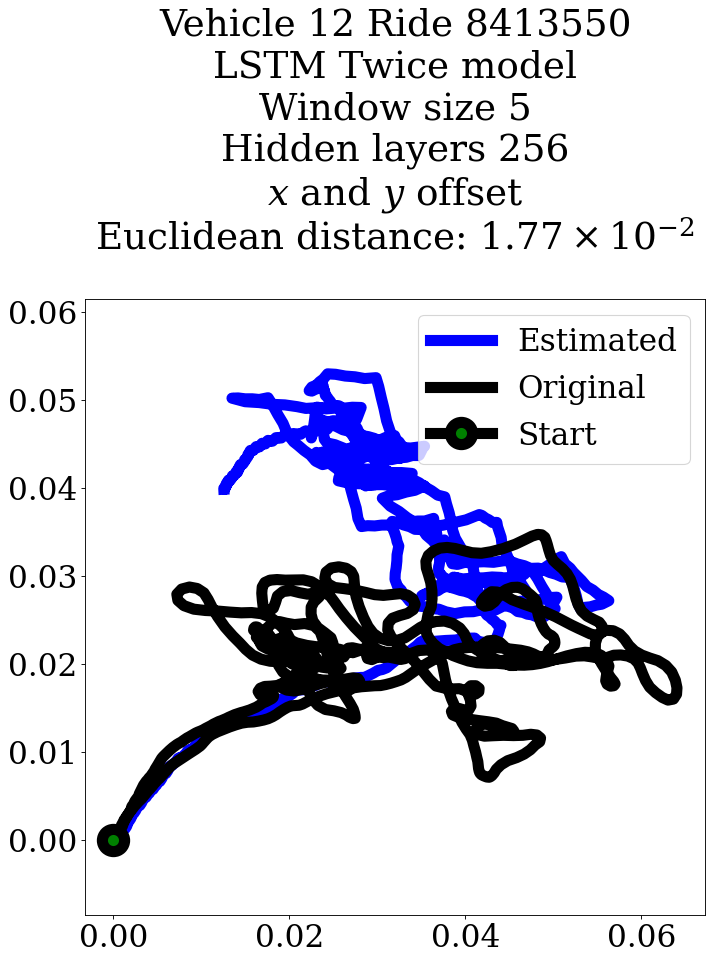 Vehicle 12 Ride 8413550
LSTM Twice model
Window size 5
Hidden layers 256
x and y offset
Euclidean distance: 1.77 × 10⁻²
0.06
0.05
0.04
0.03
0.02
0.01
0.00
Estimated
Original
Start
0.00 0.02 0.04 0.06